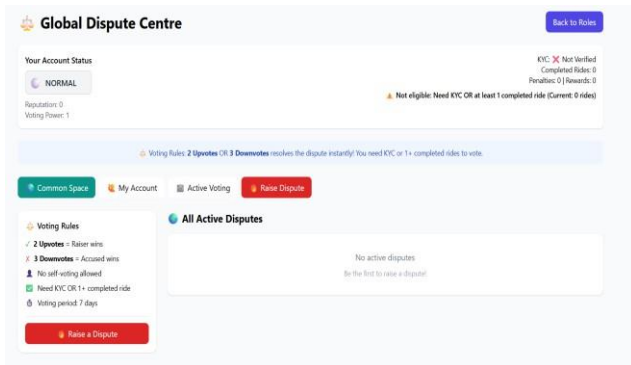 Global Dispute Centre
Back to Roles
Your Account Status
NORMAL
Reputation: 0
Voting Power: 1
KYC: ❌ Not Verified
Completed Rides: 0
Penalties: 0 | Rewards: 0
⚠ Not eligible: Need KYC OR at least 1 completed ride (Current: 0 rides)
Voting Rules: 2 Upvotes OR 3 Downvotes resolves the dispute instantly! You need KYC or 1+ completed rides to vote.
Common Space
My Account
Active Voting
Raise Dispute
Voting Rules
✓ 2 Upvotes = Raiser wins
✗ 3 Downvotes = Accused wins
No self-voting allowed
✅ Need KYC OR 1+ completed ride
Voting period: 7 days
Raise a Dispute
All Active Disputes
No active disputes
Be the first to raise a dispute!